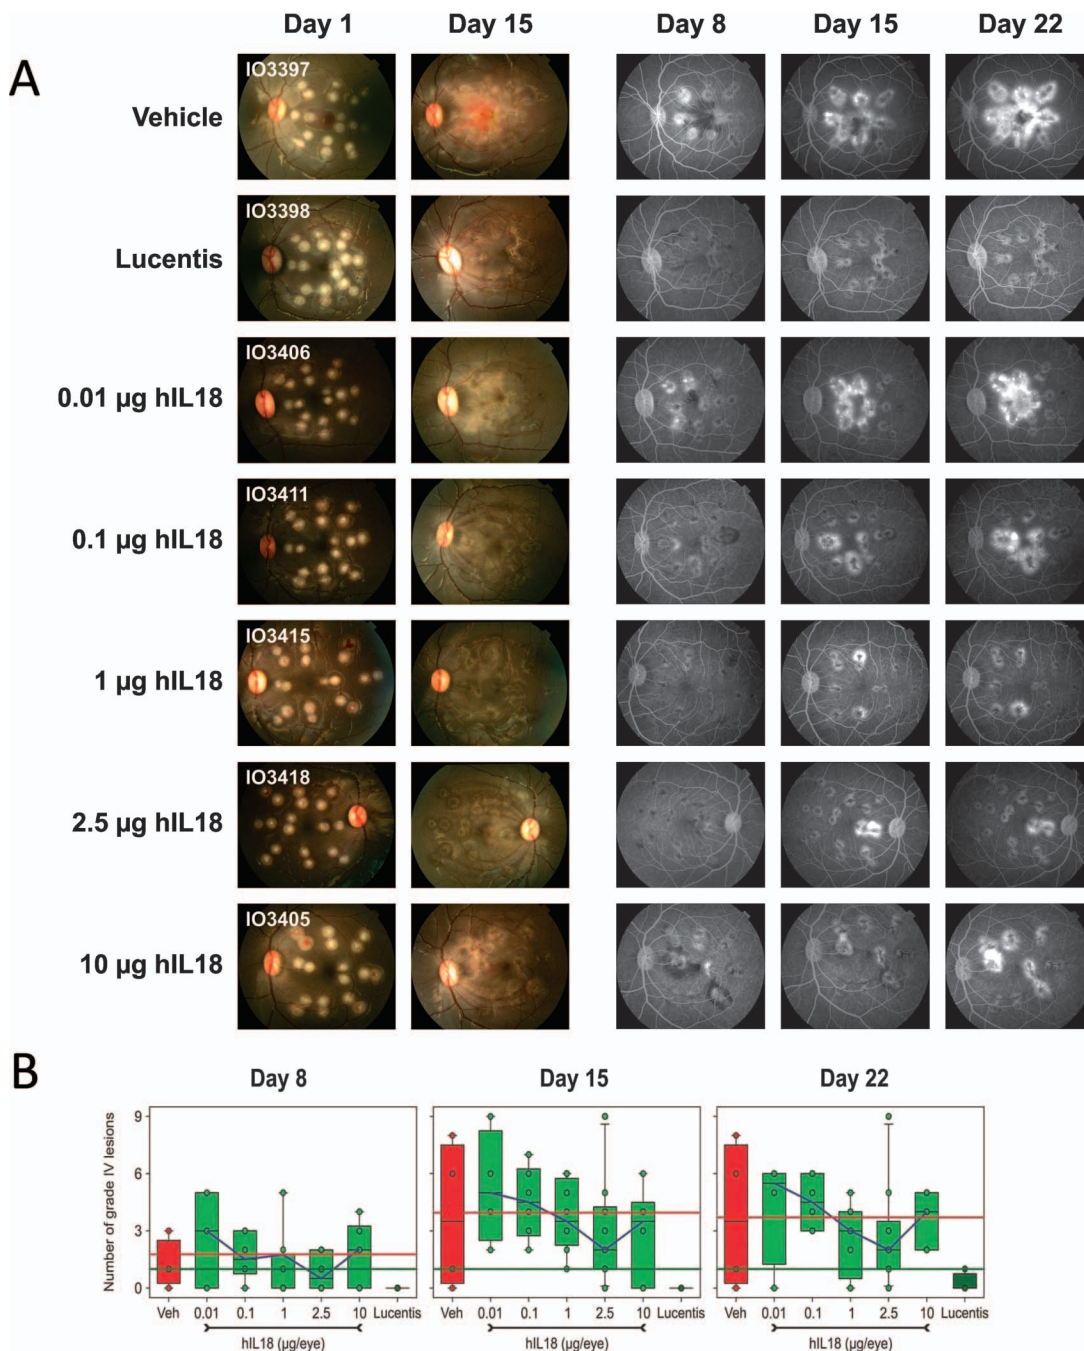 Day 1 Day 15 Day 8 Day 15 Day 22
A
Vehicle IO3397
Lucentis IO3398
0.01 µg hIL18 IO3406
0.1 µg hIL18 IO3411
1 µg hIL18 IO3415
2.5 µg hIL18 IO3418
10 µg hIL18 IO3405
B
Day 8 Day 15 Day 22
Number of grade IV lesions
9
6
3
0
Veh 0.01 0.1 1 2.5 10 Lucentis Veh 0.01 0.1 1 2.5 10 Lucentis Veh 0.01 0.1 1 2.5 10 Lucentis
hIL18 (µg/eye) hIL18 (µg/eye) hIL18 (µg/eye)